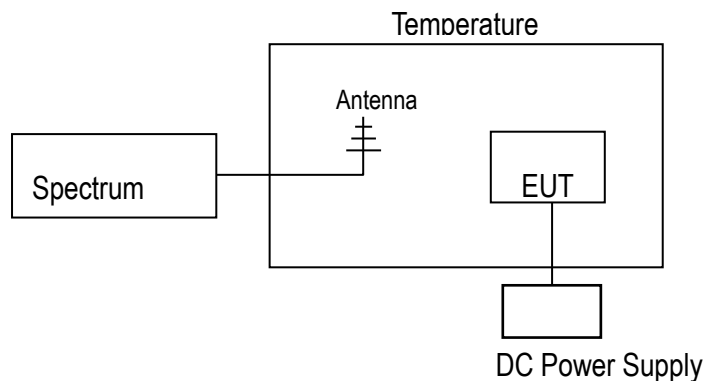 Temperature
Antenna
Spectrum
EUT
DC Power Supply